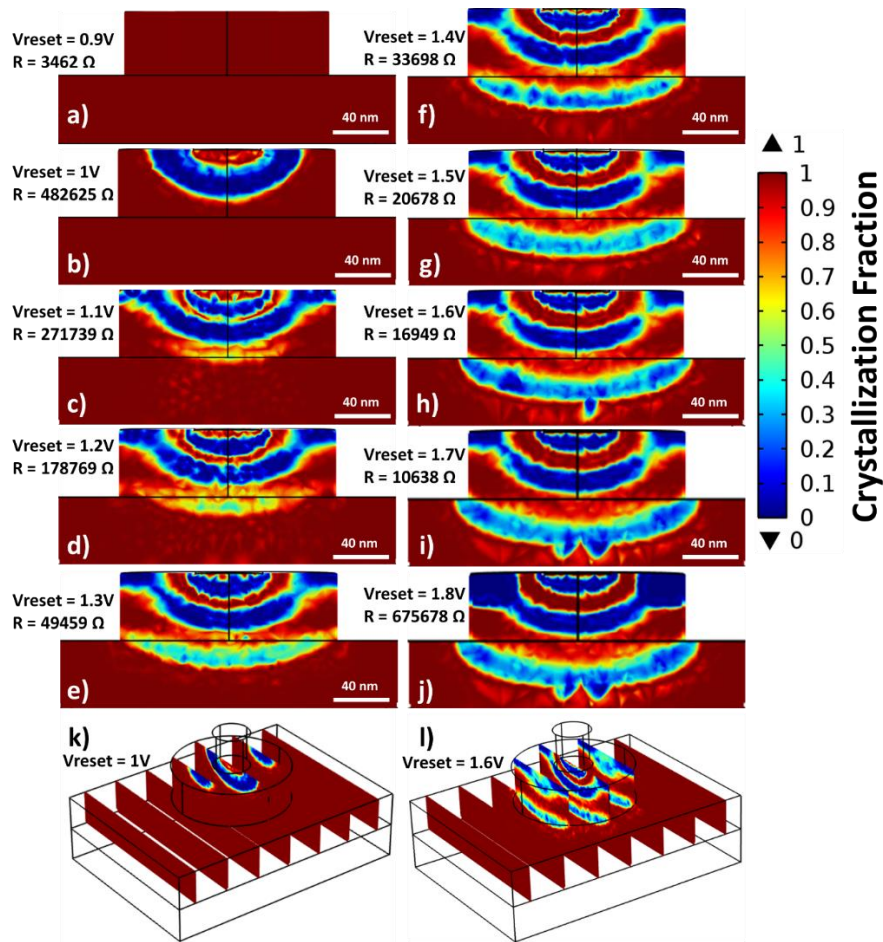 Vreset = 0.9V
R = 3462 Ω
a)
40 nm
Vreset = 1V
R = 482625 Ω
b)
40 nm
Vreset = 1.1V
R = 271739 Ω
c)
40 nm
Vreset = 1.2V
R = 178769 Ω
d)
40 nm
Vreset = 1.3V
R = 49459 Ω
e)
40 nm
k)
Vreset = 1V
Vreset = 1.4V
R = 33698 Ω
f)
40 nm
Vreset = 1.5V
R = 20678 Ω
g)
40 nm
Vreset = 1.6V
R = 16949 Ω
h)
40 nm
Vreset = 1.7V
R = 10638 Ω
i)
40 nm
Vreset = 1.8V
R = 675678 Ω
j)
40 nm
l)
Vreset = 1.6V
▲ 1
1
0.9
0.8
0.7
0.6
0.5
0.4
0.3
0.2
0.1
0
▼ 0
Crystallization Fraction